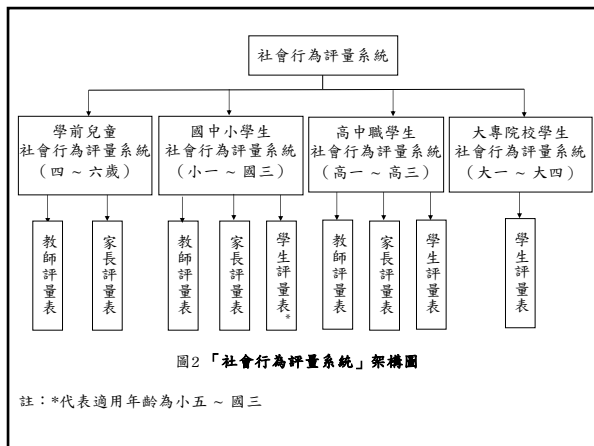 社會行為評量系統
學前兒童
社會行為評量系統
（四 ~ 六歲）
國中小學生
社會行為評量系統
（小一 ~ 國三）
高中職學生
社會行為評量系統
（高一 ~ 高三）
大專院校學生
社會行為評量系統
（大一 ~ 大四）
教師評量表
家長評量表
教師評量表
家長評量表
學生評量表*
教師評量表
家長評量表
學生評量表
學生評量表
圖2 「社會行為評量系統」架構圖
註：*代表適用年齡為小五 ~ 國三